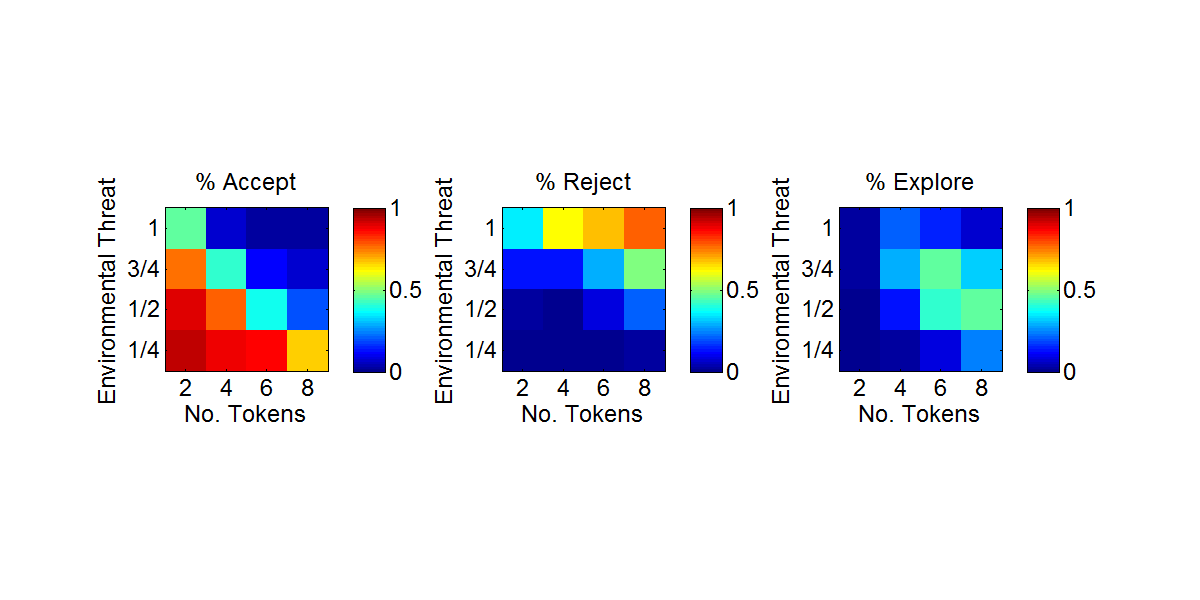 % Accept
Environmental Threat
1
3/4
1/2
1/4
2 4 6 8
No. Tokens
1
0.5
0
% Reject
Environmental Threat
1
3/4
1/2
1/4
2 4 6 8
No. Tokens
1
0.5
0
% Explore
Environmental Threat
1
3/4
1/2
1/4
2 4 6 8
No. Tokens
1
0.5
0